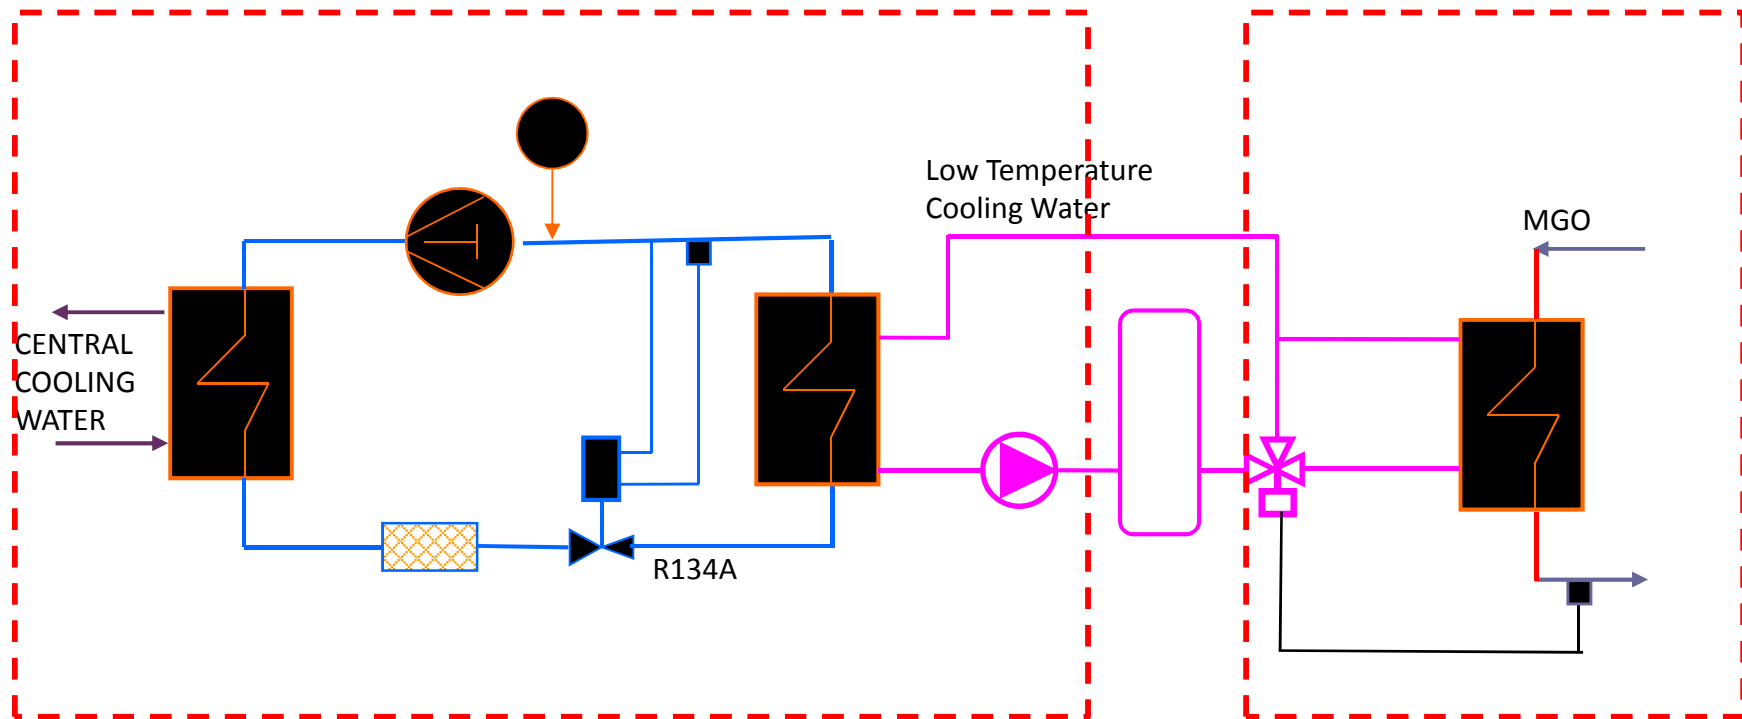 Low Temperature
Cooling Water
MGO
CENTRAL
COOLING
WATER
R134A